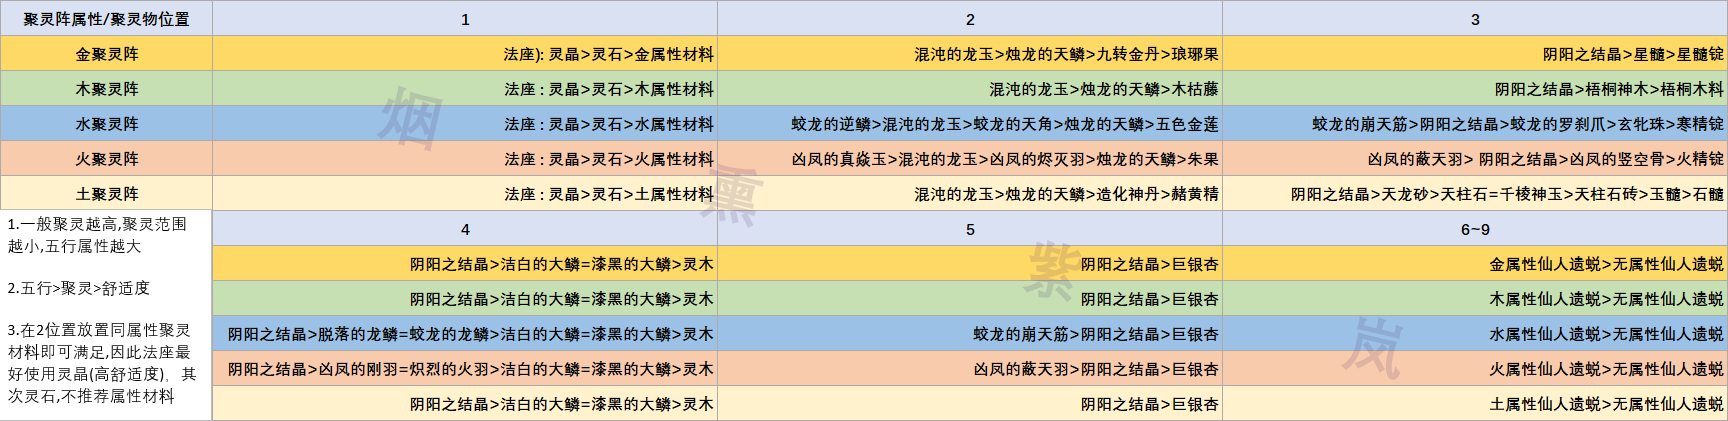 聚灵阵属性/聚灵物位置 1 2 3
金聚灵阵 法座): 灵晶>灵石>金属性材料 混沌的龙玉>烛龙的天鳞>九转金丹>琅琊果 阴阳之结晶>星髓>星髓锭
木聚灵阵 法座 : 灵晶>灵石>木属性材料 混沌的龙玉>烛龙的天鳞>木枯藤 阴阳之结晶>梧桐神木>梧桐木料
水聚灵阵 法座 : 灵晶>灵石>水属性材料 蛟龙的逆鳞>混沌的龙玉>蛟龙的天角>烛龙的天鳞>五色金莲 蛟龙的崩天筋>阴阳之结晶>蛟龙的罗刹爪>玄牝珠>寒精锭
火聚灵阵 法座 : 灵晶>灵石>火属性材料 凶凤的真焱玉>混沌的龙玉>凶凤的烬灭羽>烛龙的天鳞>朱果 凶凤的蔽天羽> 阴阳之结晶>凶凤的竖空骨>火精锭
土聚灵阵 法座 : 灵晶>灵石>土属性材料 混沌的龙玉>烛龙的天鳞>造化神丹>赭黄精 阴阳之结晶>天龙砂>天柱石=千棱神玉>天柱石砖>玉髓>石髓
1.一般聚灵越高,聚灵范围
越小,五行属性越大
2.五行>聚灵>舒适度
3.在2位置放置同属性聚灵
材料即可满足,因此法座最
好使用灵晶(高舒适度)，其
次灵石,不推荐属性材料
4 5 6~9
阴阳之结晶>洁白的大鳞=漆黑的大鳞>灵木 阴阳之结晶>巨银杏 金属性仙人遗蜕>无属性仙人遗蜕
阴阳之结晶>洁白的大鳞=漆黑的大鳞>灵木 阴阳之结晶>巨银杏 木属性仙人遗蜕>无属性仙人遗蜕
阴阳之结晶>脱落的龙鳞=蛟龙的龙鳞>洁白的大鳞=漆黑的大鳞>灵木 蛟龙的崩天筋>阴阳之结晶>巨银杏 水属性仙人遗蜕>无属性仙人遗蜕
阴阳之结晶>凶凤的刚羽=炽烈的火羽>洁白的大鳞=漆黑的大鳞>灵木 凶凤的蔽天羽>阴阳之结晶>巨银杏 火属性仙人遗蜕>无属性仙人遗蜕
阴阳之结晶>洁白的大鳞=漆黑的大鳞>灵木 阴阳之结晶>巨银杏 土属性仙人遗蜕>无属性仙人遗蜕
烟熏紫岚